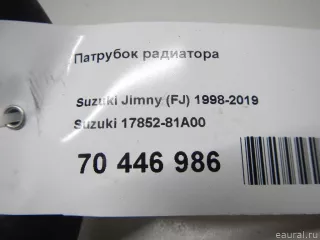 Патрубок радиатора
Suzuki Jimny (FJ) 1998-2019
Suzuki 17852-81A00
70 446 986
eaural.ru